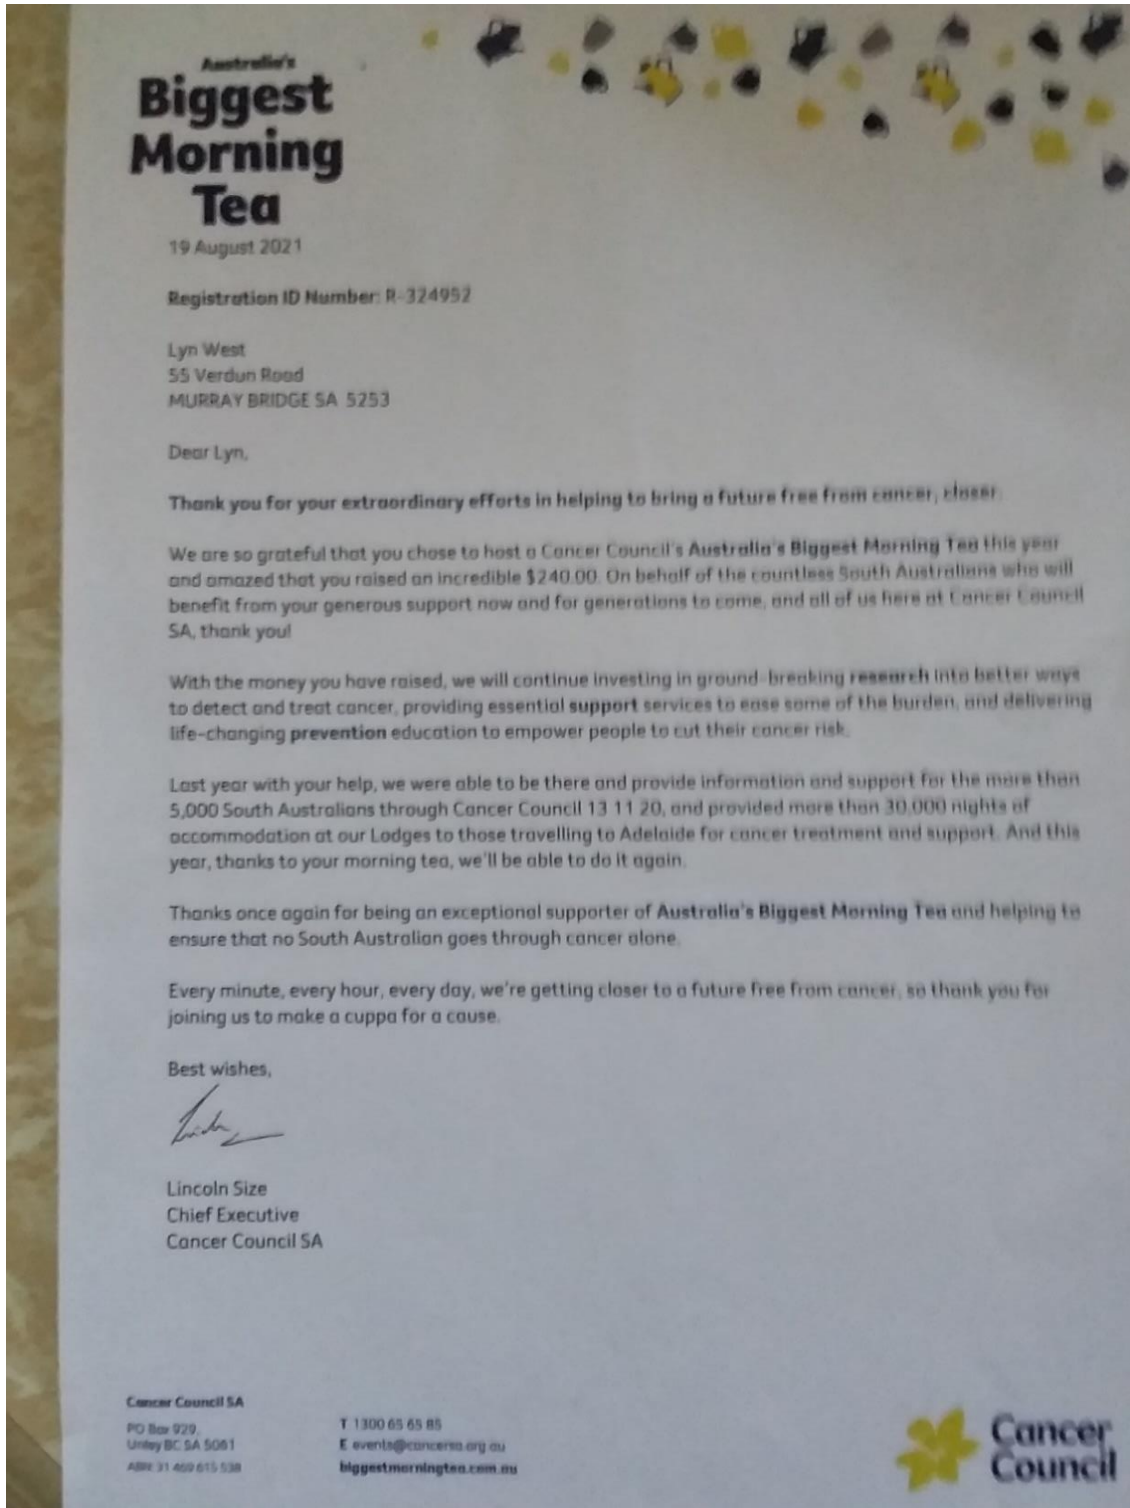 Australia's
Biggest
Morning
Tea
19 August 2021
Registration ID Number: R-324952
Lyn West
55 Verdun Road
MURRAY BRIDGE SA 5253
Dear Lyn,
Thank you for your extraordinary efforts in helping to bring a future free from cancer, closer.
We are so grateful that you chose to host a Cancer Council's Australia's Biggest Morning Tea this year
and amazed that you raised an incredible $240.00. On behalf of the countless South Australians who will
benefit from your generous support now and for generations to come, and all of us here at Cancer Council
SA, thank you!
With the money you have raised, we will continue investing in ground-breaking research into better ways
to detect and treat cancer, providing essential support services to ease some of the burden, and delivering
life-changing prevention education to empower people to cut their cancer risk.
Last year with your help, we were able to be there and provide information and support for the more than
5,000 South Australians through Cancer Council 13 11 20, and provided more than 30,000 nights of
accommodation at our Lodges to those travelling to Adelaide for cancer treatment and support. And this
year, thanks to your morning tea, we'll be able to do it again.
Thanks once again for being an exceptional supporter of Australia's Biggest Morning Tea and helping to
ensure that no South Australian goes through cancer alone.
Every minute, every hour, every day, we're getting closer to a future free from cancer, so thank you for
joining us to make a cuppa for a cause.
Best wishes,
Lincoln Size
Chief Executive
Cancer Council SA
Cancer Council SA
PO Box 929,
Unley BC SA 5061
ABN: 31 469 615 538
T 1300 65 65 85
E events@cancersa.org.au
biggestmorningtea.com.au
Cancer
Council